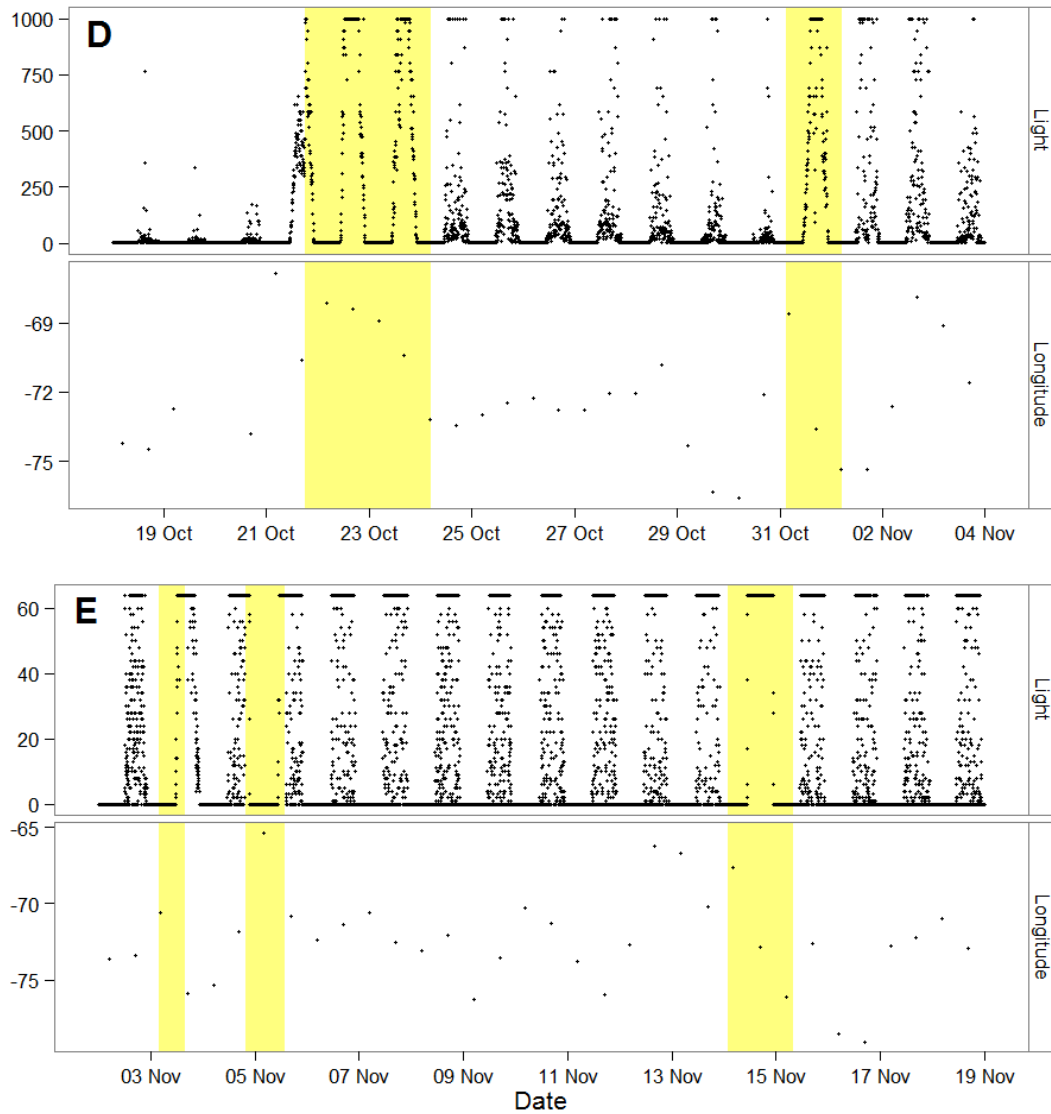 D
1000
750
500
250
0
Light
-69
-72
-75
Longitude
19 Oct 21 Oct 23 Oct 25 Oct 27 Oct 29 Oct 31 Oct 02 Nov 04 Nov
E
60
40
20
0
Light
-65
-70
-75
Longitude
03 Nov 05 Nov 07 Nov 09 Nov 11 Nov 13 Nov 15 Nov 17 Nov 19 Nov
Date